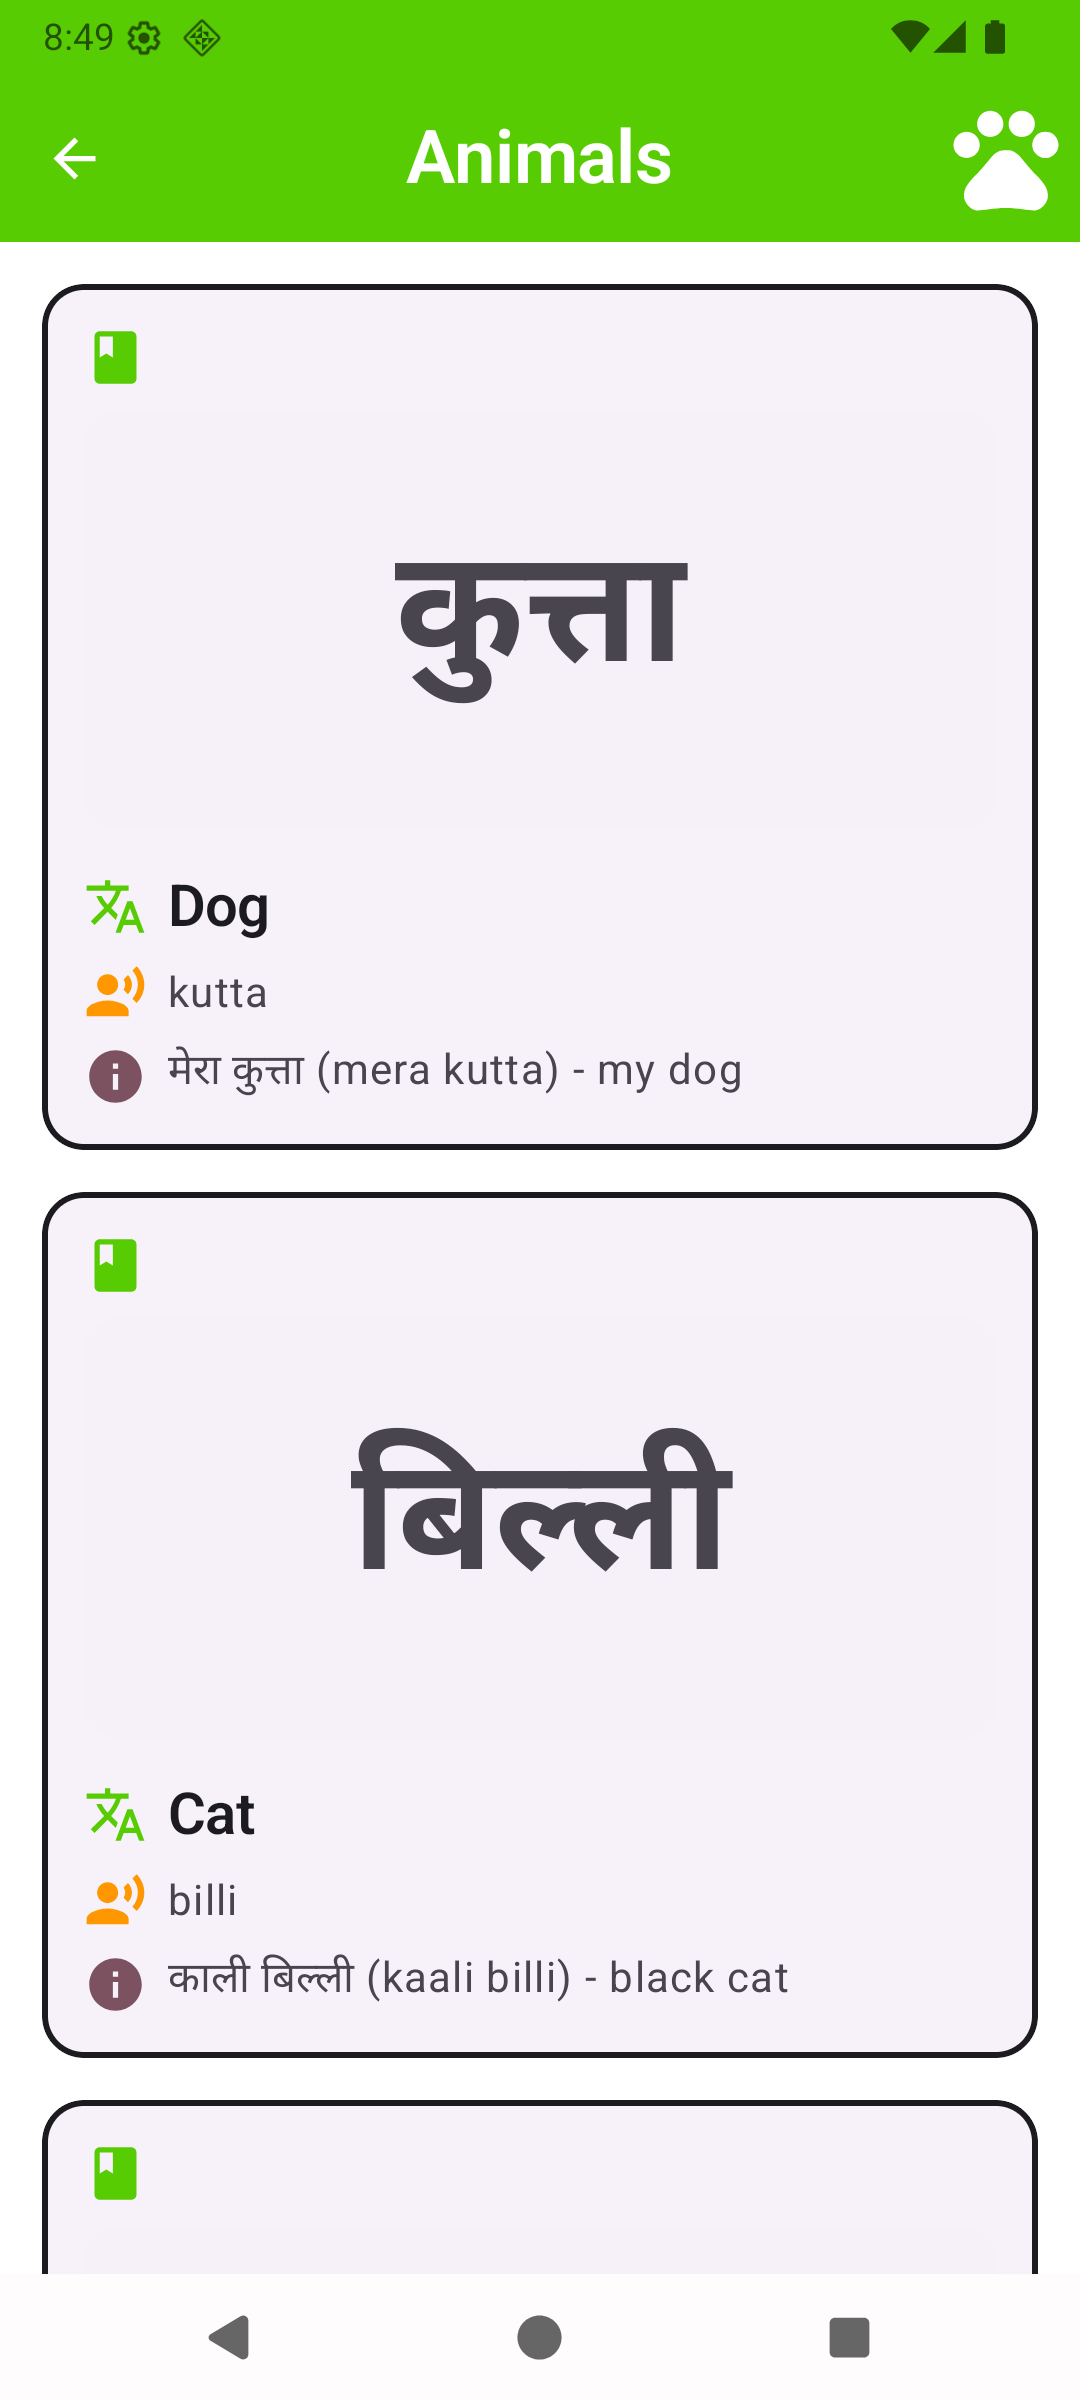 8:49
Animals
कुत्ता
Dog
kutta
मेरा कुत्ता (mera kutta) - my dog
बिल्ली
Cat
billi
काली बिल्ली (kaali billi) - black cat